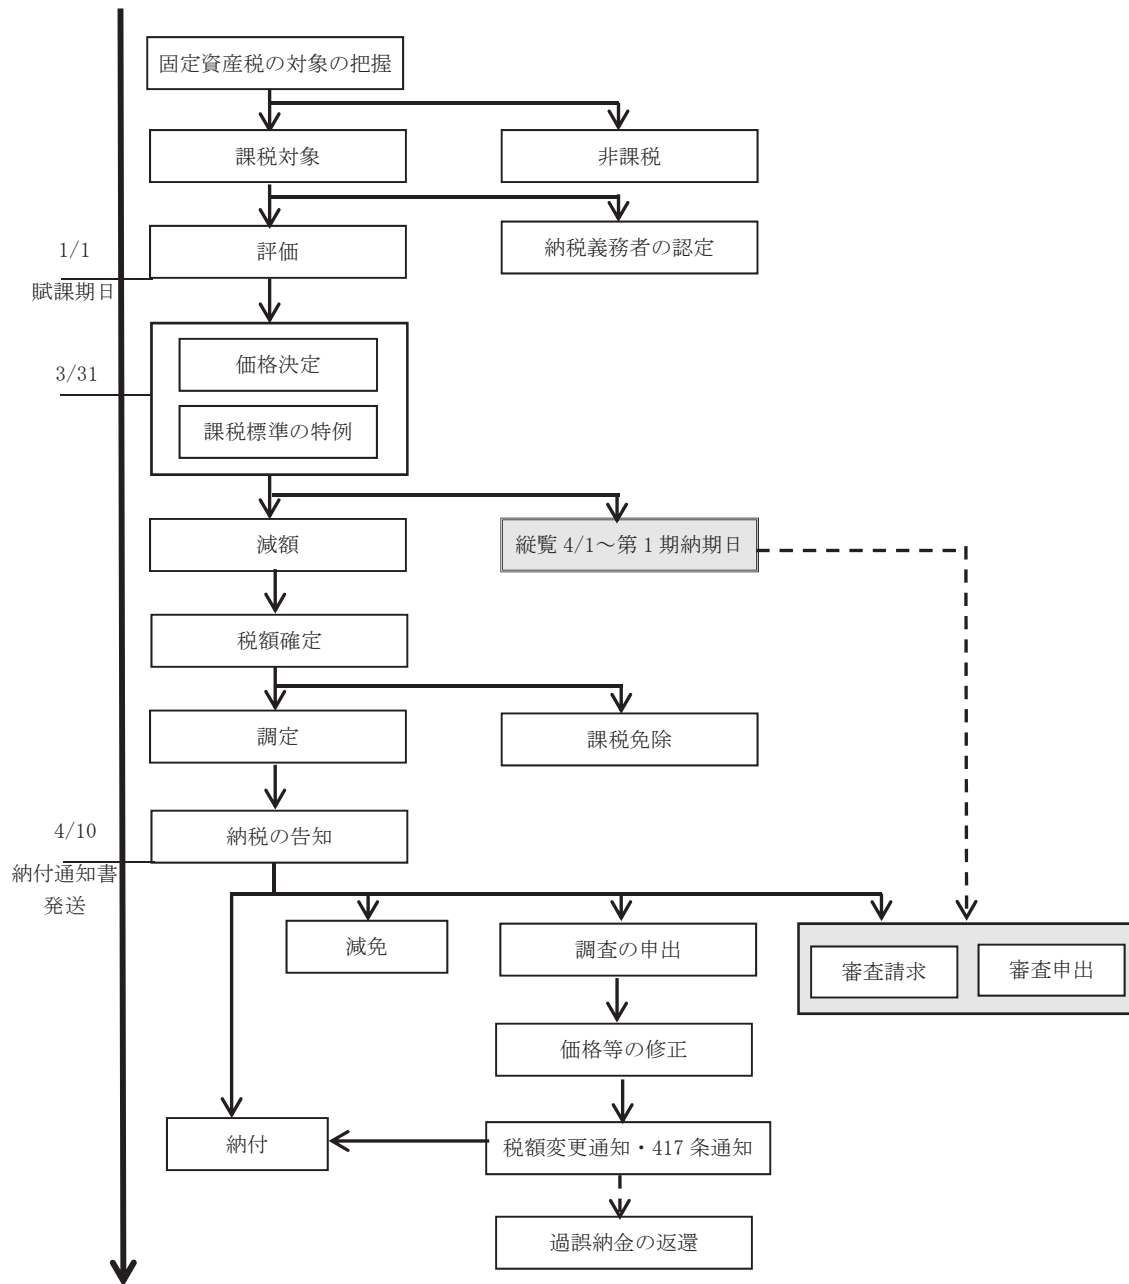 固定資産税の対象の把握
課税対象
非課税
1/1
賦課期日
評価
納税義務者の認定
3/31
価格決定
課税標準の特例
減額
縦覧 4/1～第 1 期納期日
税額確定
調定
課税免除
4/10
納付通知書
発送
納税の告知
減免
調査の申出
審査請求
審査申出
価格等の修正
納付
税額変更通知・417 条通知
過誤納金の返還